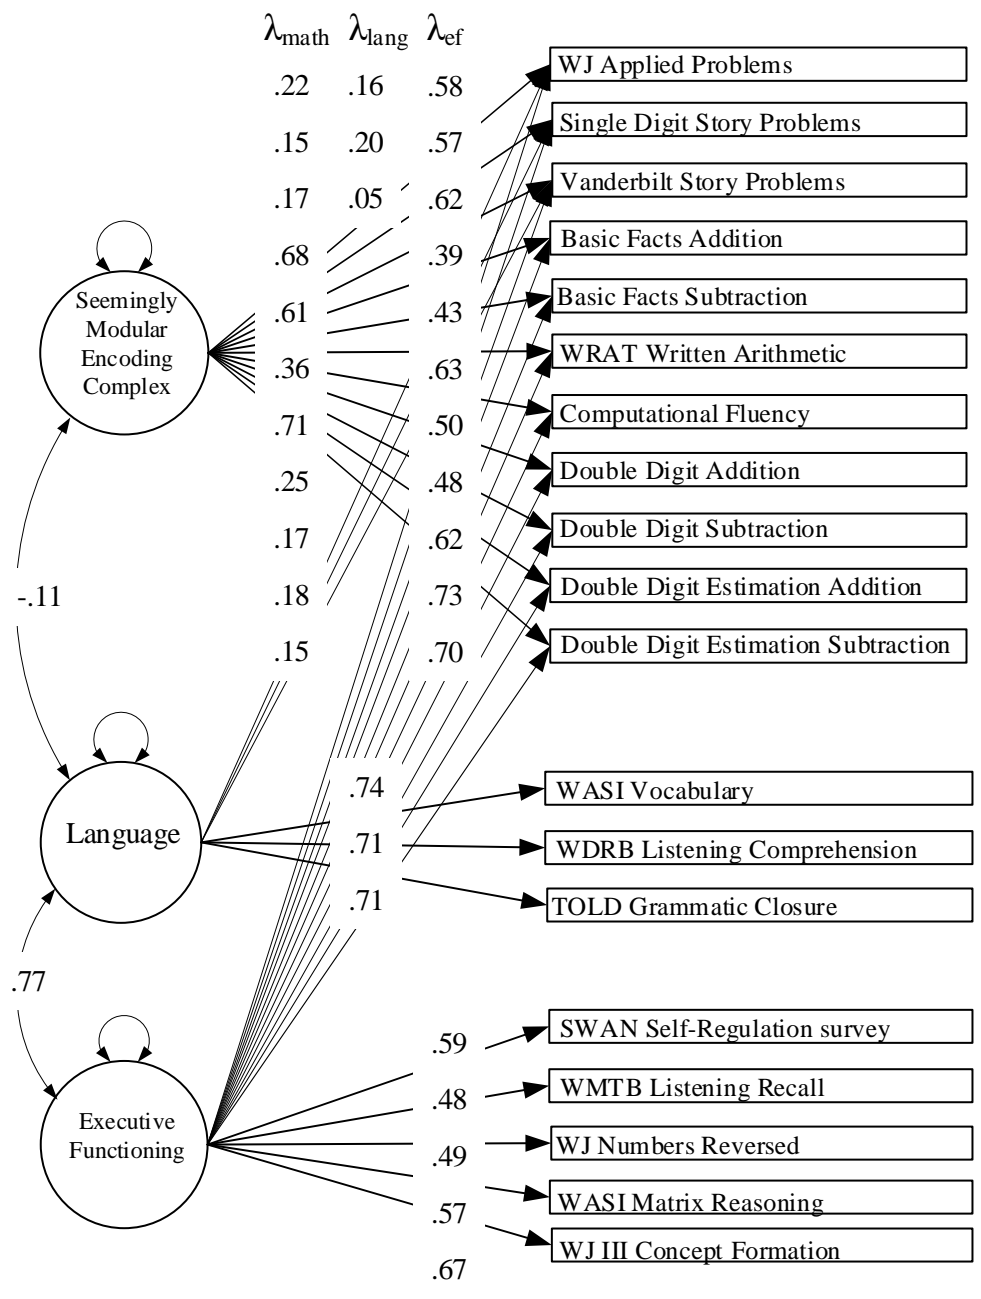 λmath λlang λef
.22 .16 .58
WJ Applied Problems
.15 .20 .57
Single Digit Story Problems
.17 .05 .62
Vanderbilt Story Problems
.68 .39
Basic Facts Addition
.61 .43
Basic Facts Subtraction
.36 .63
WRAT Written Arithmetic
.71 .50
Computational Fluency
.25 .48
Double Digit Addition
.17 .62
Double Digit Subtraction
.18 .73
Double Digit Estimation Addition
.15 .70
Double Digit Estimation Subtraction
Seemingly
Modular
Encoding
Complex
-.11
Language
.74
WASI Vocabulary
.71
WDRB Listening Comprehension
.71
TOLD Grammatic Closure
.77
Executive
Functioning
.59
SWAN Self-Regulation survey
.48
WMTB Listening Recall
.49
WJ Numbers Reversed
.57
WASI Matrix Reasoning
.67
WJ III Concept Formation